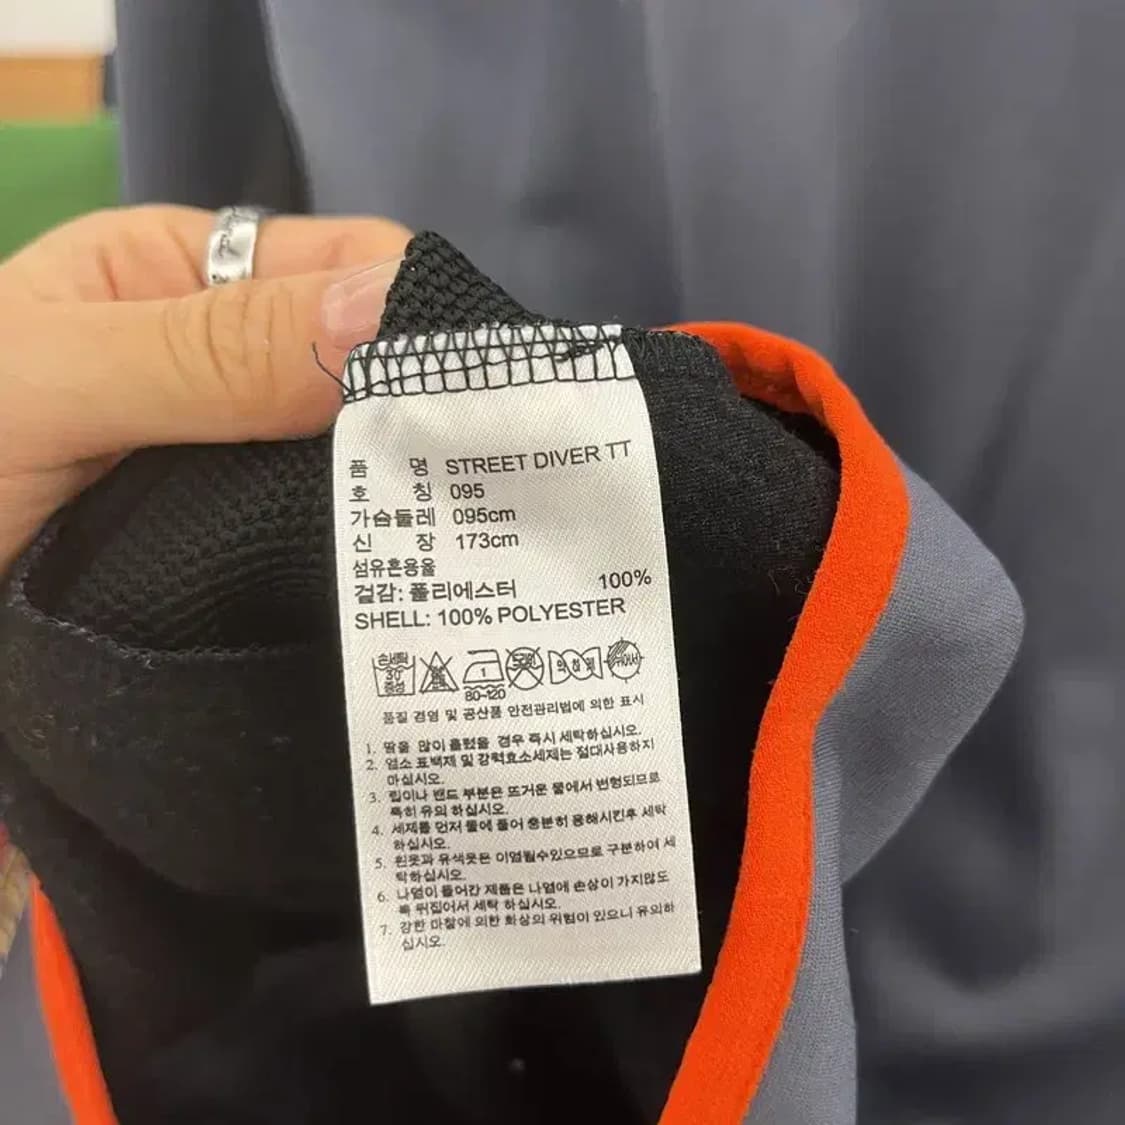 품 명 STREET DIVER TT
호 칭 095
가슴둘레 095cm
신 장 173cm
섬유혼용율
겉감: 폴리에스터 100%
SHELL: 100% POLYESTER
손세탁
30
중성
1
80-120
품질 경영 및 공산품 안전관리법에 의한 표시
1. 땀을 많이 흘렸을 경우 즉시 세탁하십시오.
2. 염소 표백제 및 강력효소세제는 절대사용하지
마십시오.
3. 립이나 밴드 부분은 뜨거운 물에서 변형되므로
특히 유의 하십시오.
4. 세제를 먼저 물에 풀어 충분히 용해시킨후 세탁
하십시오.
5. 흰옷과 유색옷은 이염될수있으므로 구분하여 세
탁하십시오.
6. 나염이 들어간 제품은 나염에 손상이 가지않도
록 뒤집어서 세탁 하십시오.
7. 강한 마찰에 의한 화상의 위험이 있으니 유의하
십시오.